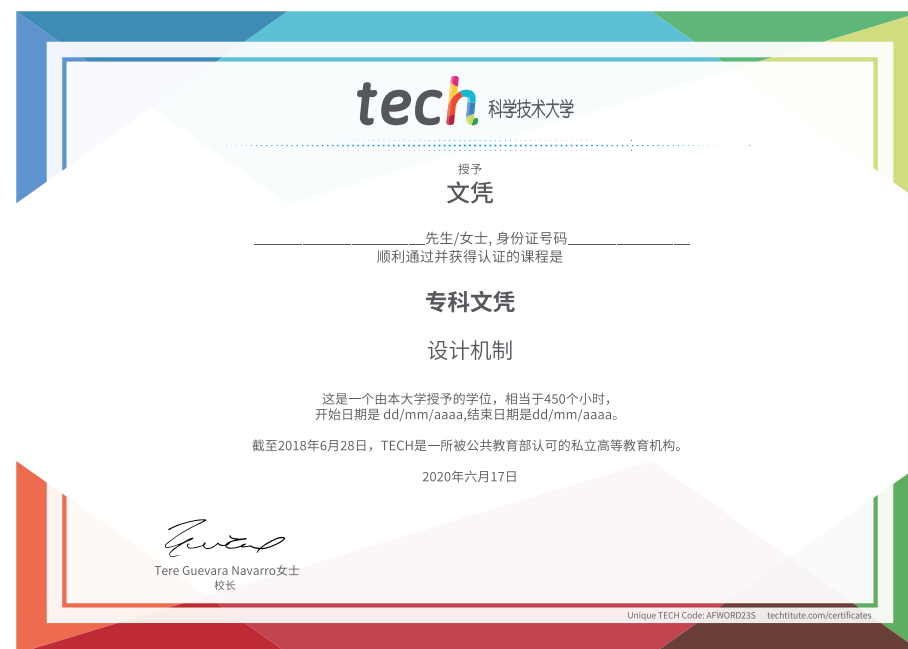 tech 科学技术大学
授予
文凭
_____________________先生/女士, 身份证号码_______________
顺利通过并获得认证的课程是
专科文凭
设计机制
这是一个由本大学授予的学位，相当于450个小时，
开始日期是 dd/mm/aaaa,结束日期是dd/mm/aaaa。
截至2018年6月28日，TECH是一所被公共教育部认可的私立高等教育机构。
2020年六月17日
Tere Guevara Navarro女士
校长
Unique TECH Code: AFWORD23S techtitute.com/certificates